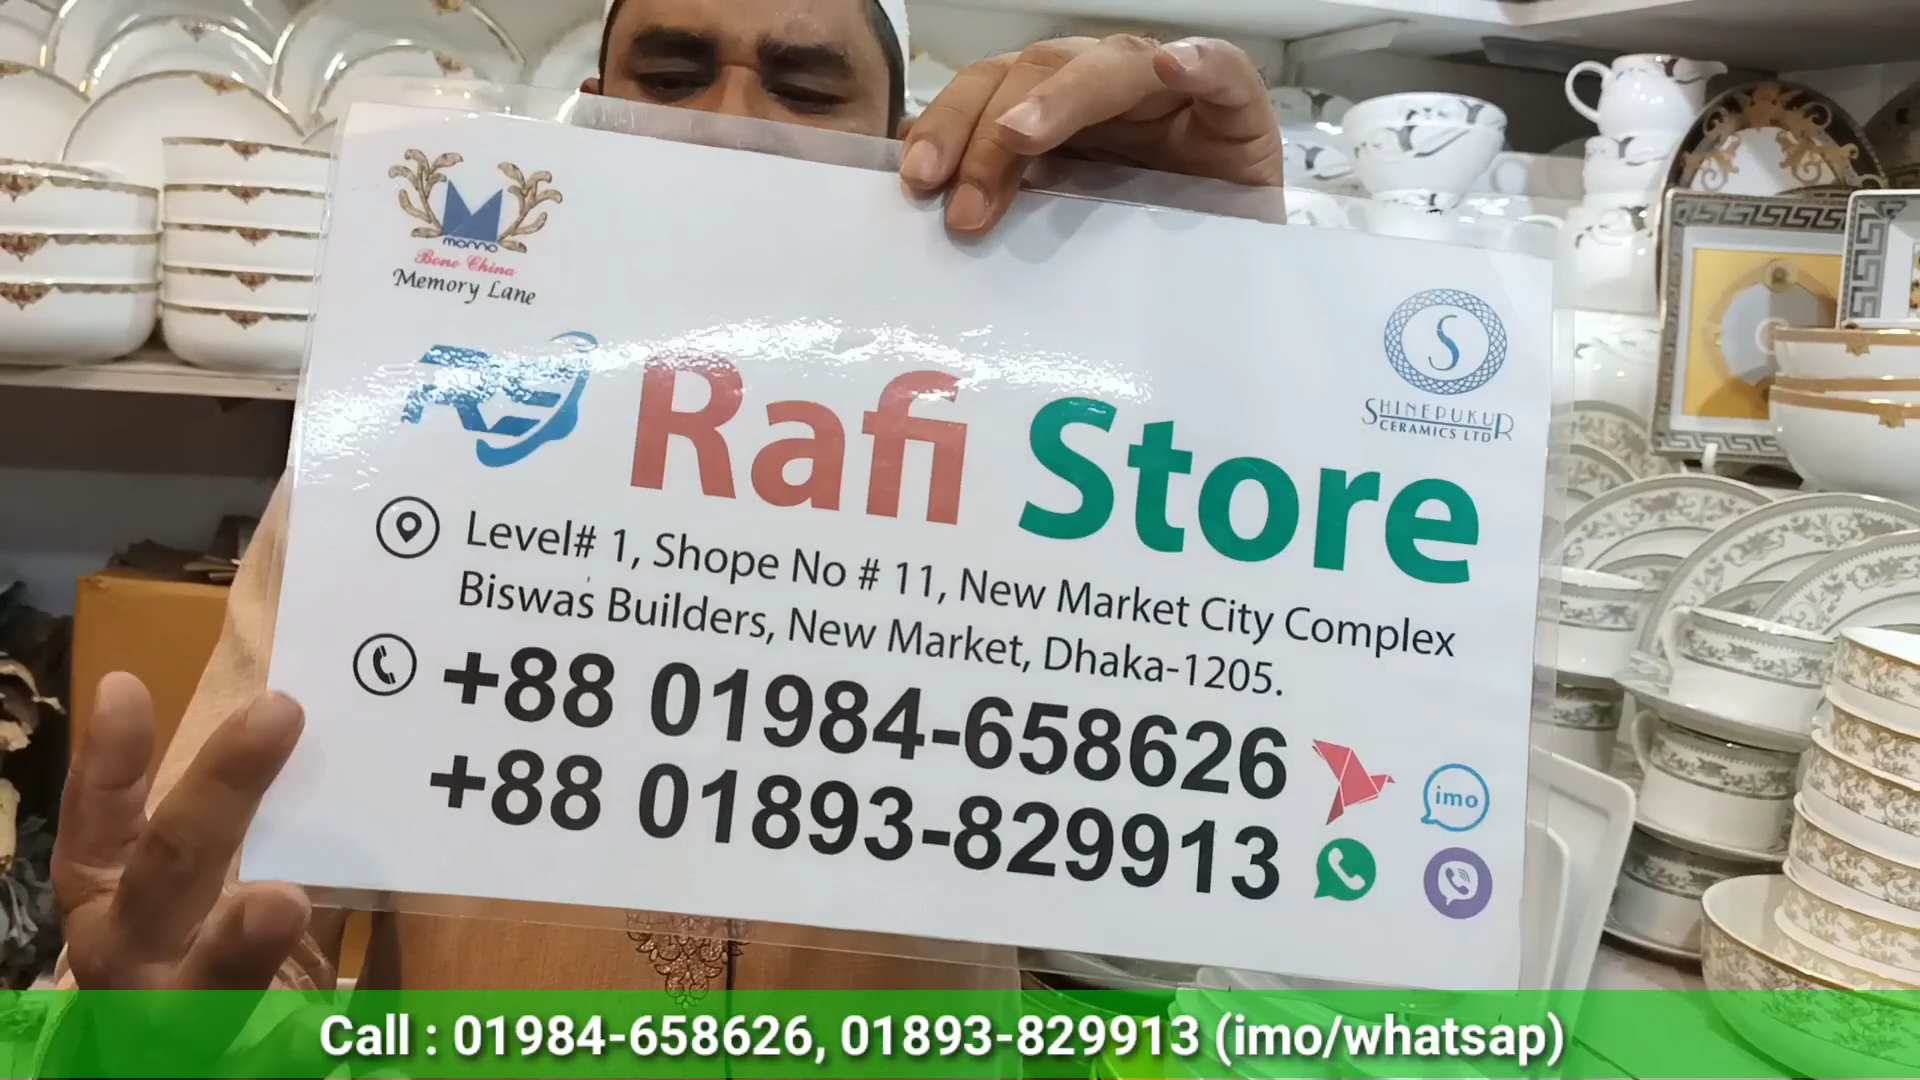 monno
Bone China
Memory Lane
S
SHINEPUKUR
CERAMICS LTD
Rafi Store
Level# 1, Shope No # 11, New Market City Complex
Biswas Builders, New Market, Dhaka-1205.
+88 01984-658626
+88 01893-829913
imo
Call : 01984-658626, 01893-829913 (imo/whatsap)